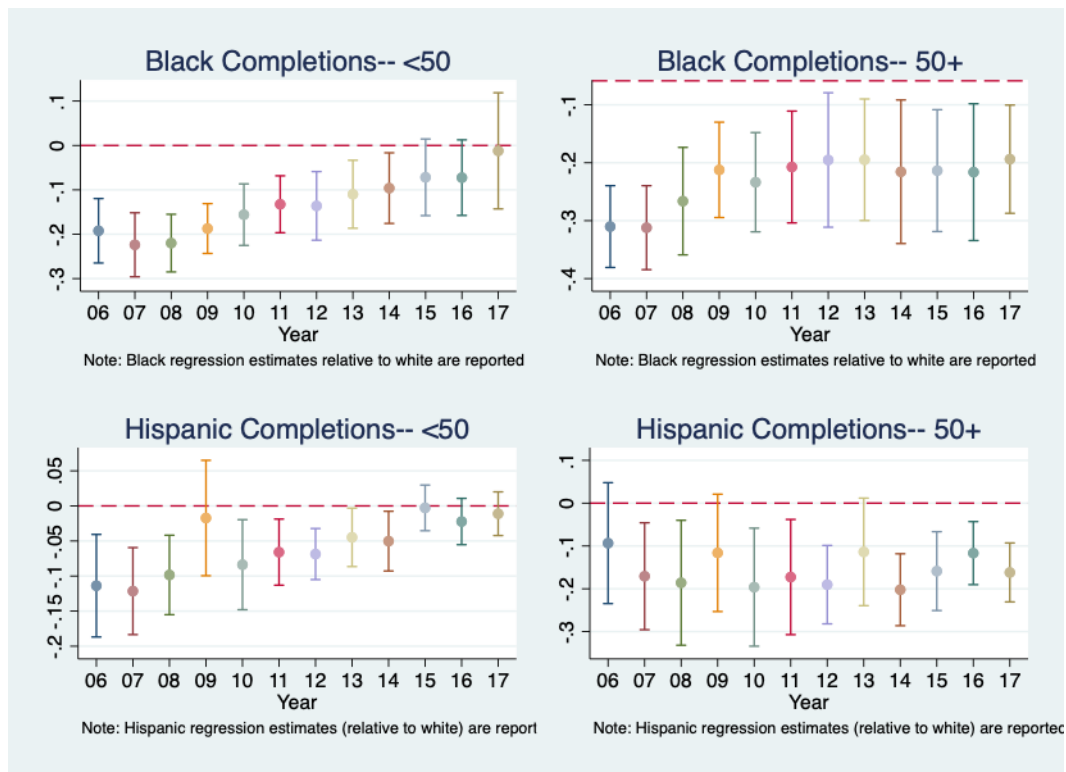 Black Completions-- <50
.1
0
-.1
-.2
-.3
06 07 08 09 10 11 12 13 14 15 16 17
Year
Note: Black regression estimates relative to white are reported
Black Completions-- 50+
-.1
-.2
-.3
-.4
06 07 08 09 10 11 12 13 14 15 16 17
Year
Note: Black regression estimates relative to white are reported
Hispanic Completions-- <50
.05
0
-.05
-.1
-.15
-.2
06 07 08 09 10 11 12 13 14 15 16 17
Year
Note: Hispanic regression estimates (relative to white) are report
Hispanic Completions-- 50+
.1
0
-.1
-.2
-.3
06 07 08 09 10 11 12 13 14 15 16 17
Year
Note: Hispanic regression estimates (relative to white) are reported